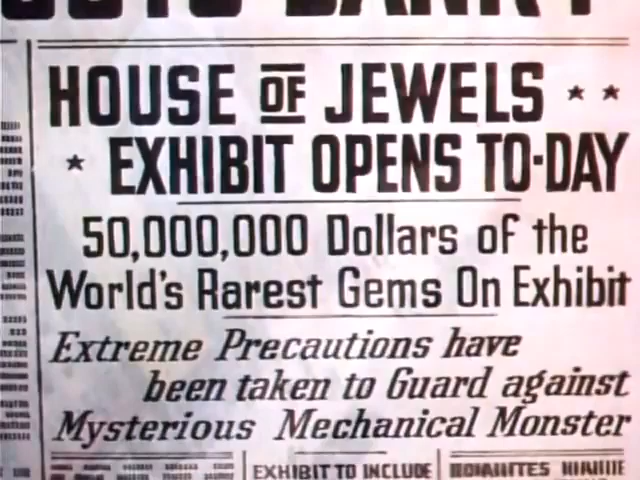 HOUSE OF JEWELS
EXHIBIT OPENS TO-DAY
50,000,000 Dollars of the
World's Rarest Gems On Exhibit
Extreme Precautions have
been taken to Guard against
Mysterious Mechanical Monster
EXHIBIT TO INCLUDE